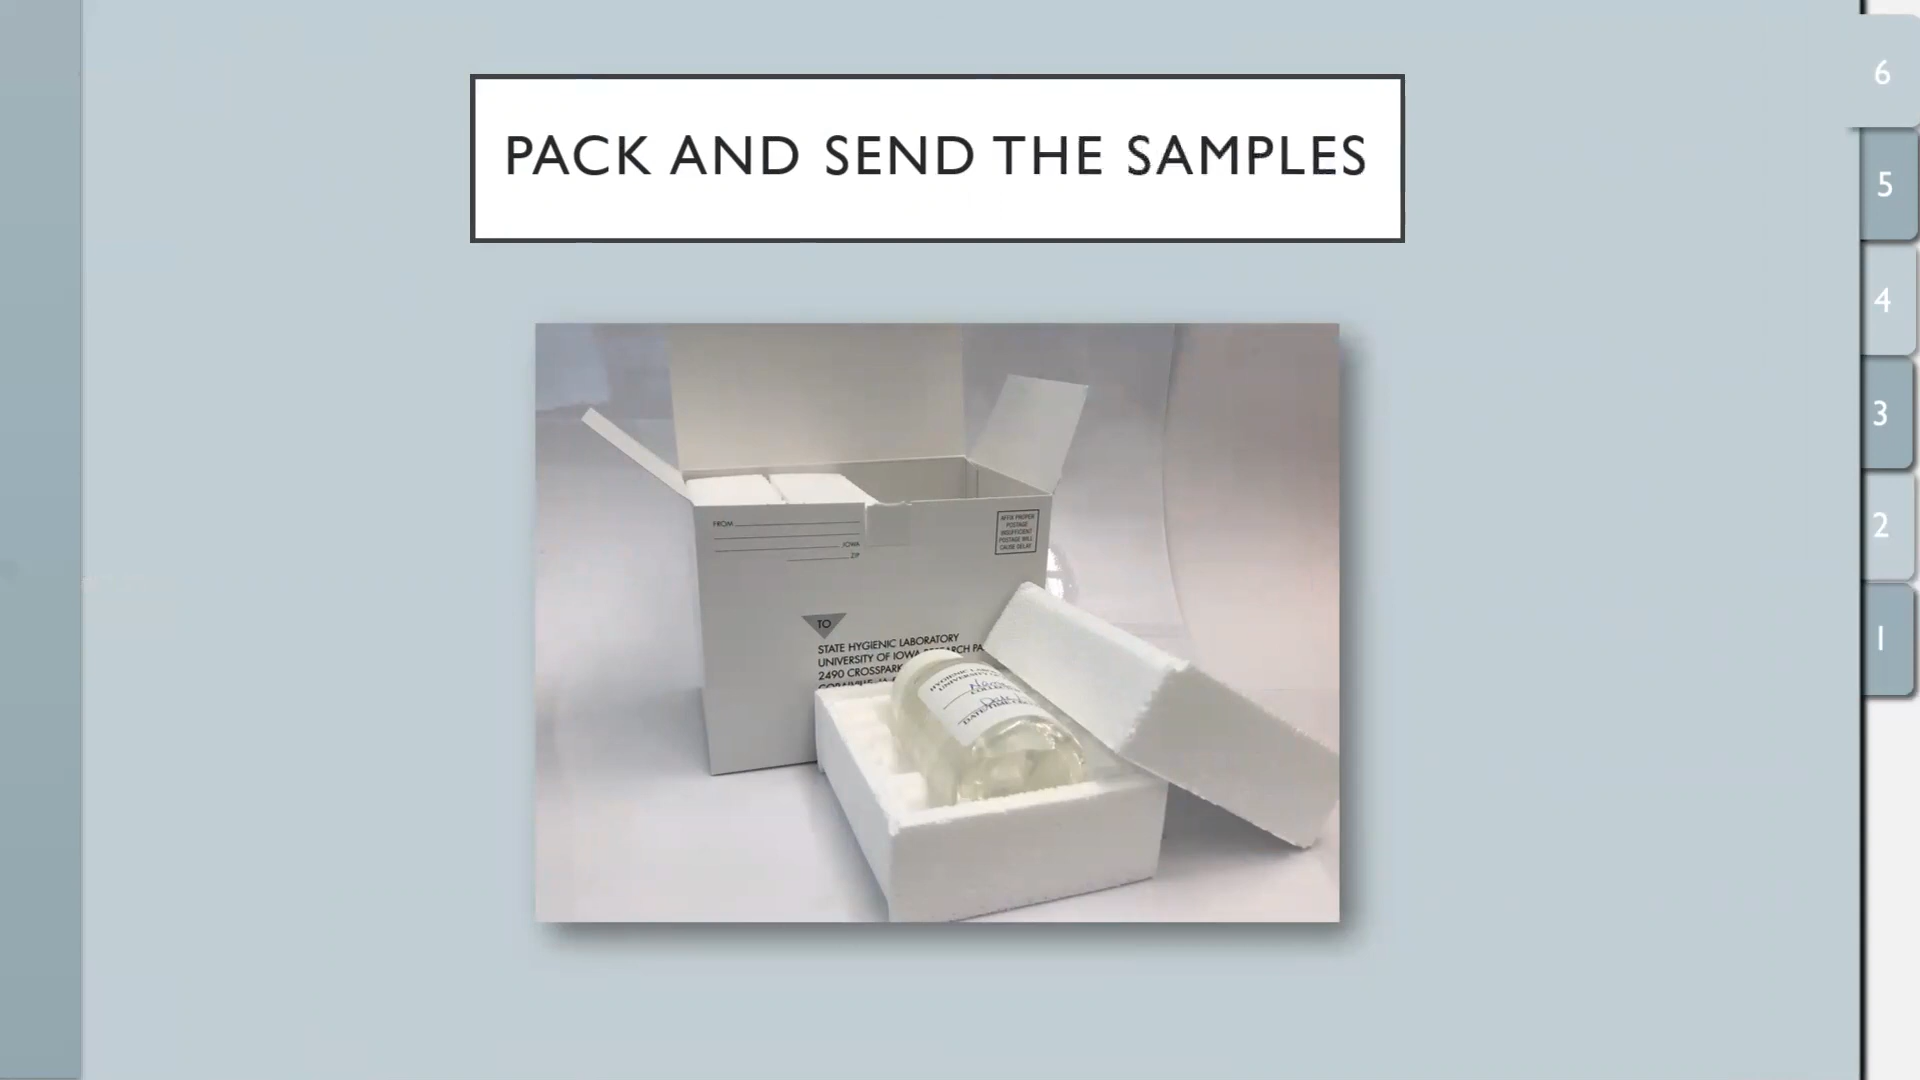 PACK AND SEND THE SAMPLES
6
5
4
3
2
1
FROM
IOWA
ZIP
AFFIX PROPER
POSTAGE
INSUFFICIENT
POSTAGE WILL
CAUSE DELAY
TO
STATE HYGIENIC LABORATORY
UNIVERSITY OF IOWA
2490 CROSSPARK